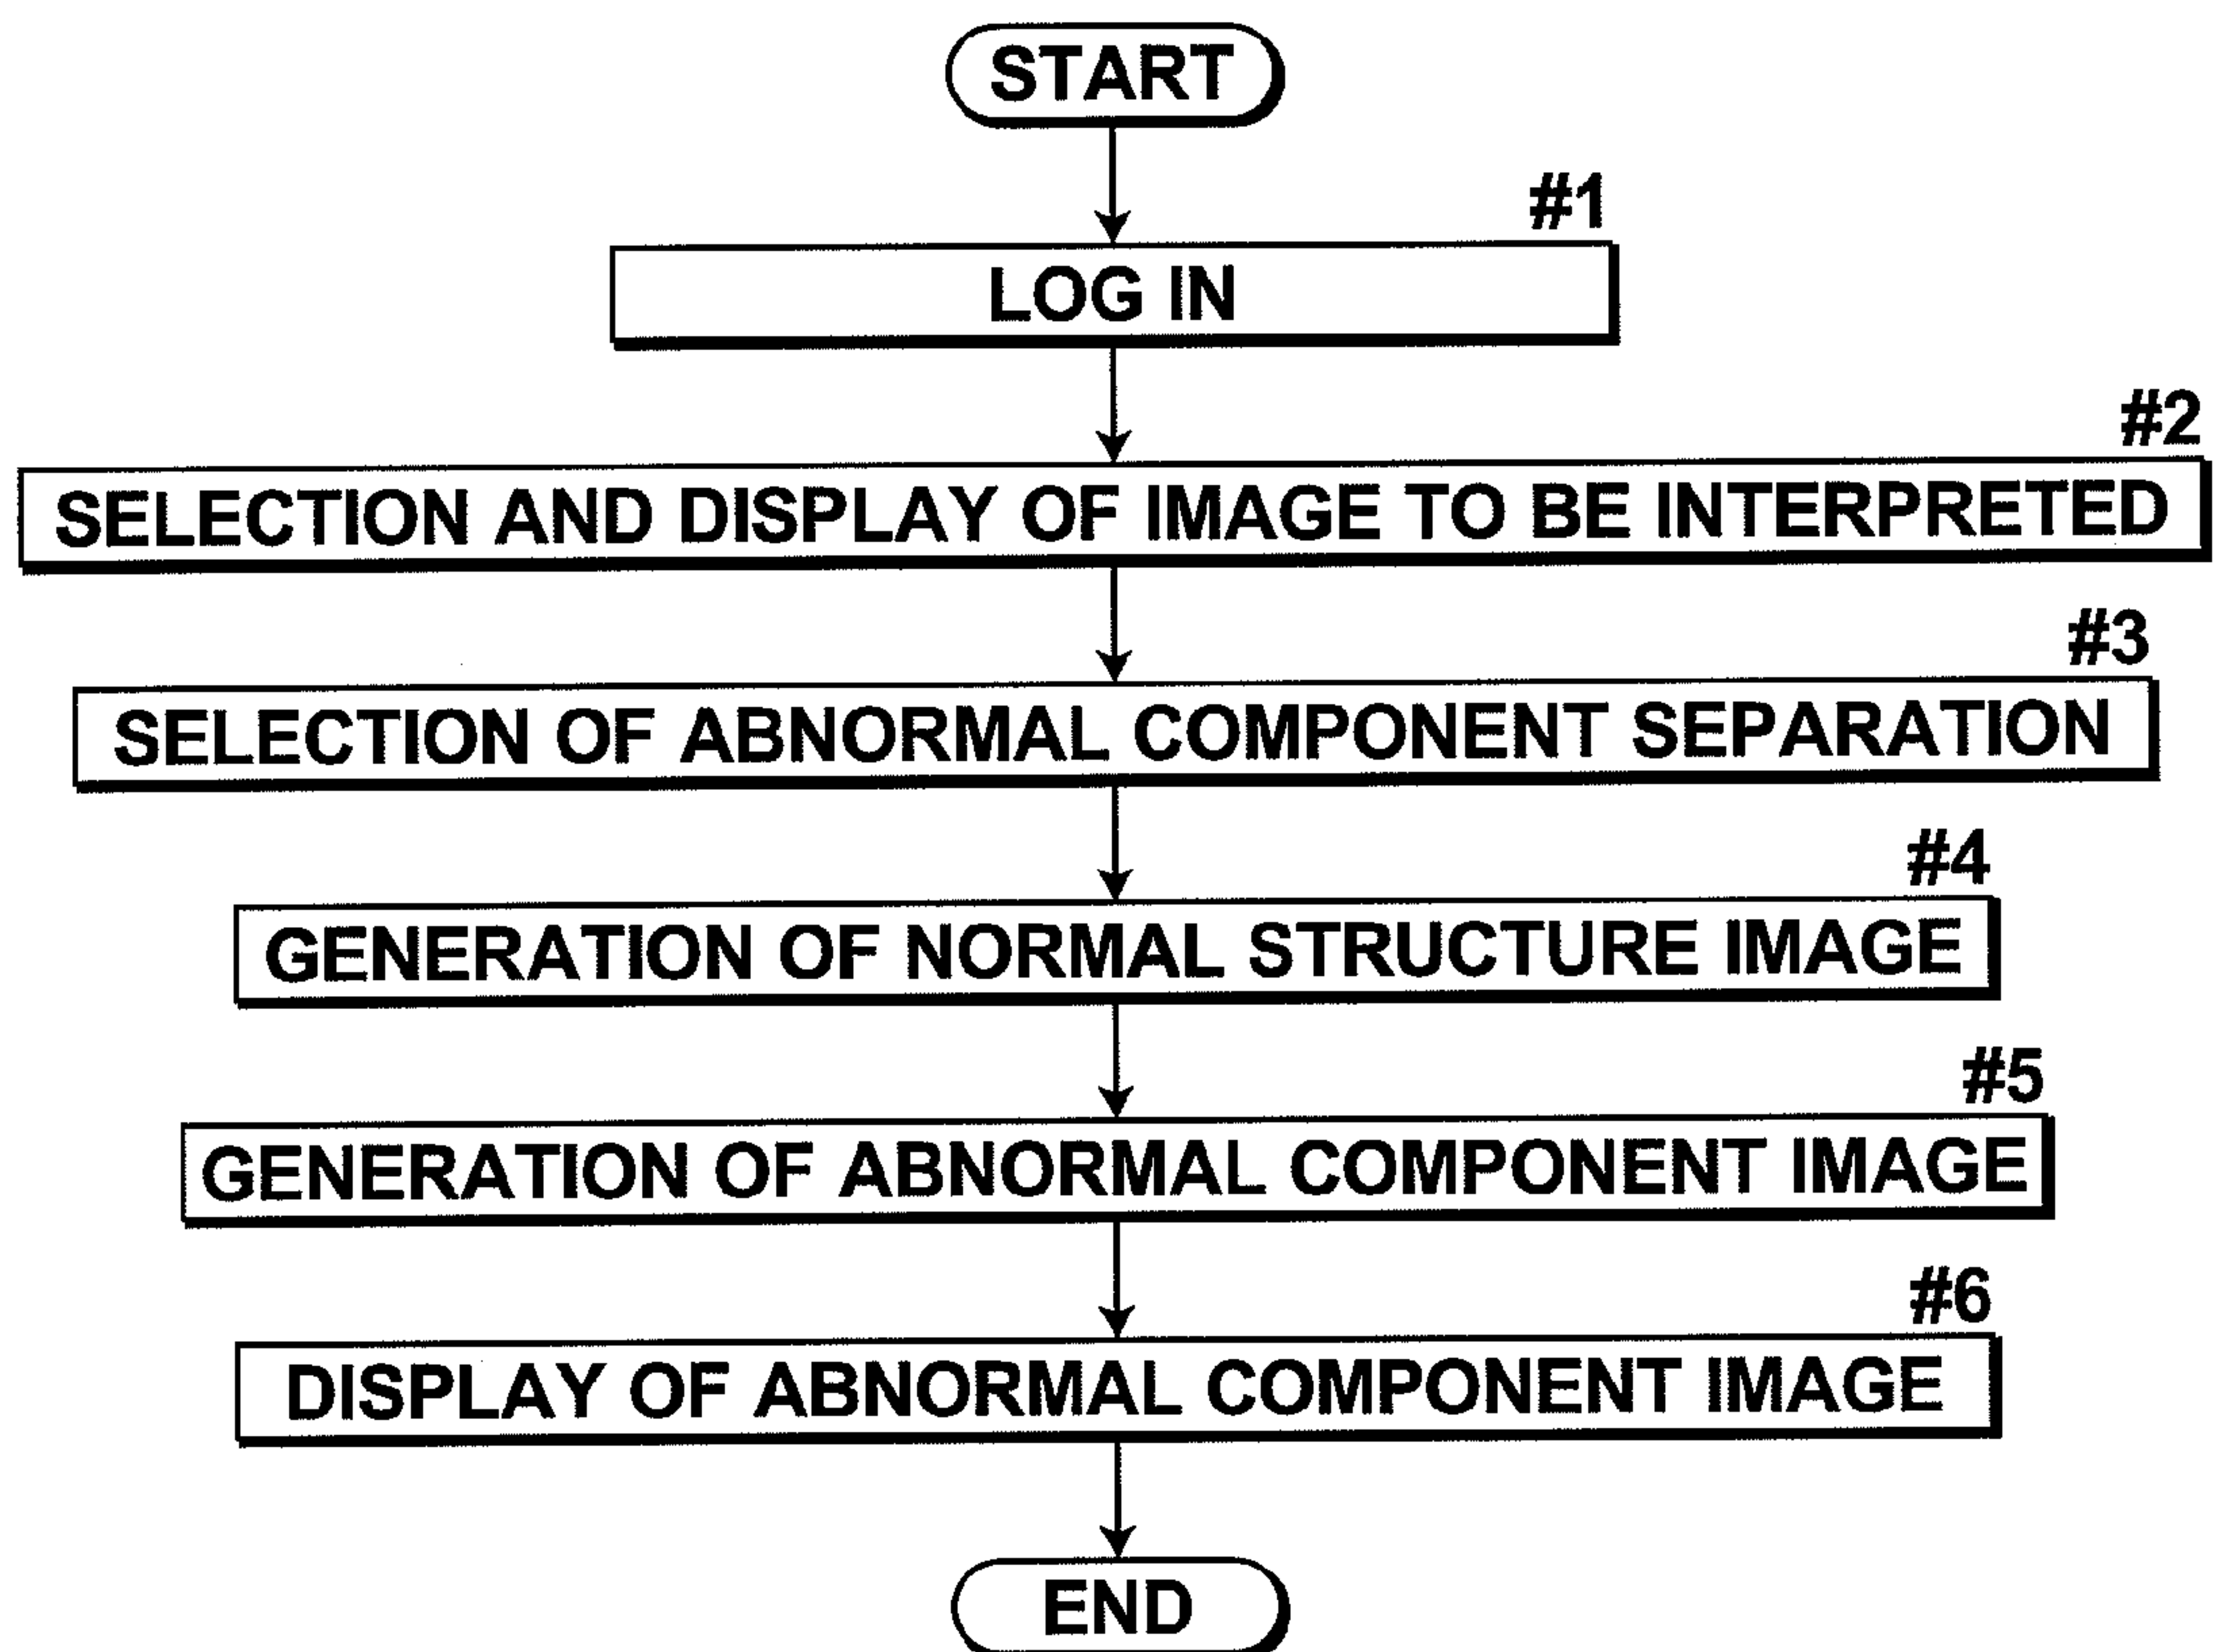 START
#1
LOG IN
#2
SELECTION AND DISPLAY OF IMAGE TO BE INTERPRETED
#3
SELECTION OF ABNORMAL COMPONENT SEPARATION
#4
GENERATION OF NORMAL STRUCTURE IMAGE
#5
GENERATION OF ABNORMAL COMPONENT IMAGE
#6
DISPLAY OF ABNORMAL COMPONENT IMAGE
END